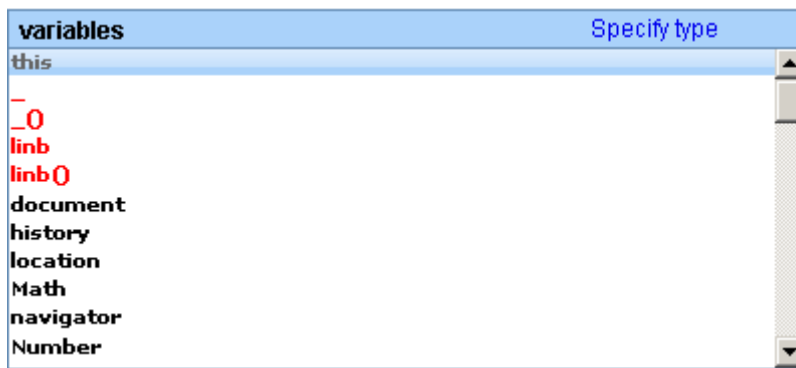 variables Specify type
this
_
_()
linb
linb()
document
history
location
Math
navigator
Number